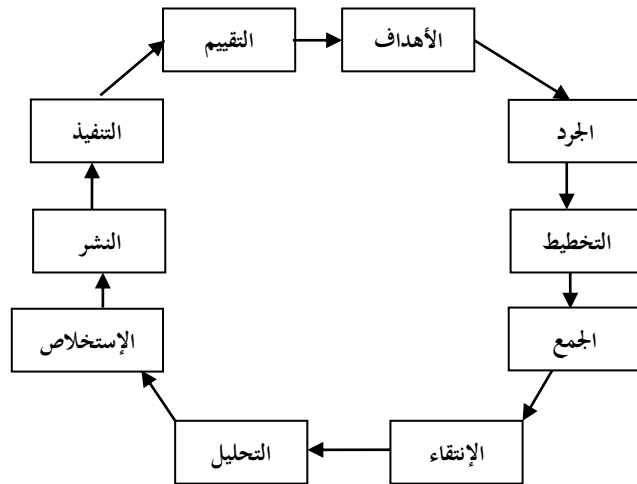 الأهداف
التقييم
الجرد
التنفيذ
التخطيط
النشر
الجمع
الإستخلاص
الإنتقاء
التحليل